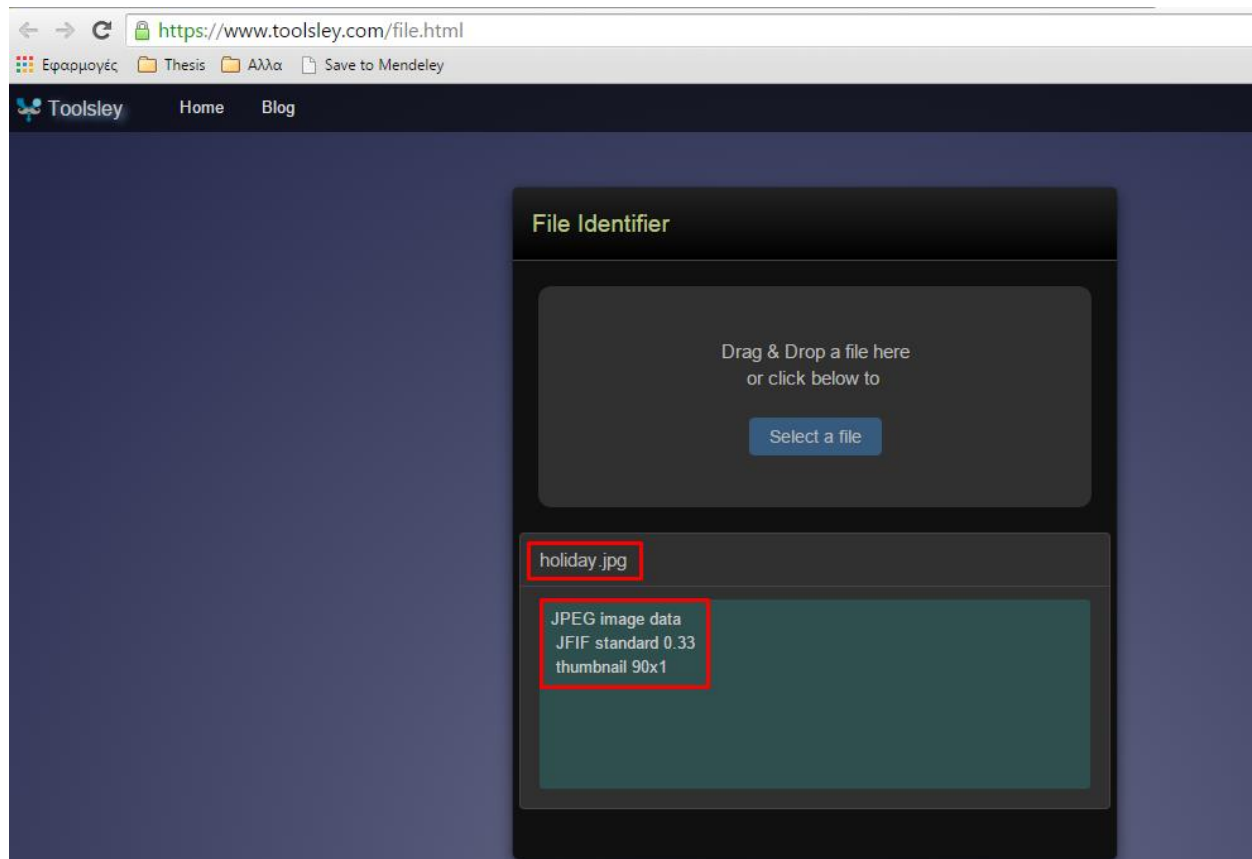 https://www.toolsley.com/file.html
Εφαρμογές Thesis Αλλα Save to Mendeley
Toolsley Home Blog
File Identifier
Drag & Drop a file here
or click below to
Select a file
holiday.jpg
JPEG image data
JFIF standard 0.33
thumbnail 90x1